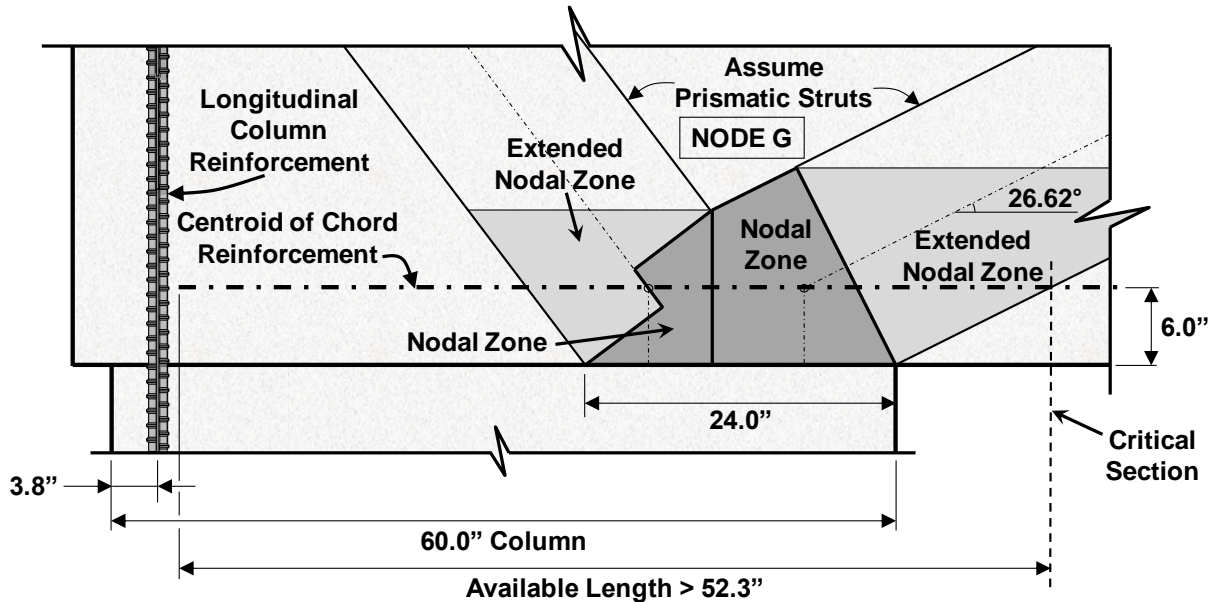 Assume
Prismatic Struts
NODE G
Longitudinal
Column
Reinforcement
Extended
Nodal Zone
Centroid of Chord
Reinforcement
Nodal
Zone
26.62°
Extended
Nodal Zone
Nodal Zone
6.0”
24.0”
Critical
Section
3.8”
60.0” Column
Available Length > 52.3”